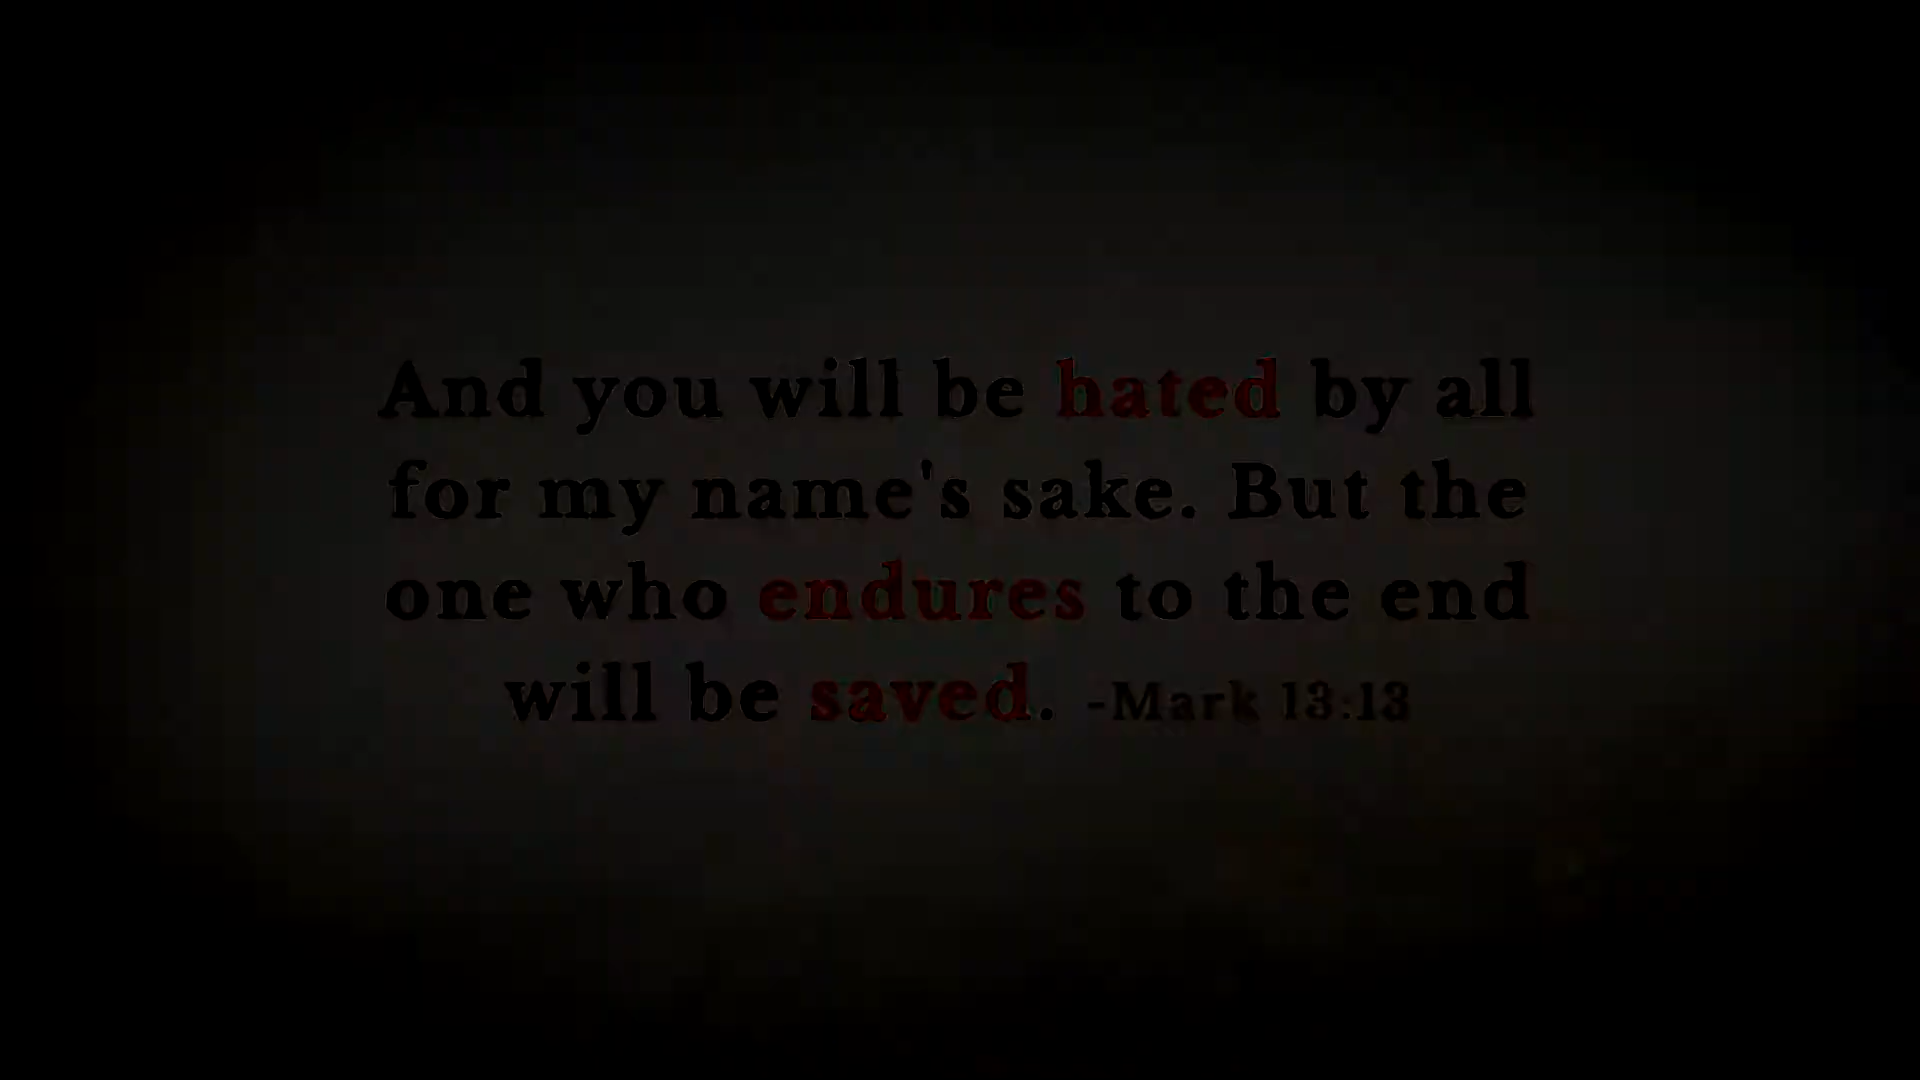 And you will be hated by all
for my name's sake. But the
one who endures to the end
will be saved. -Mark 13:13